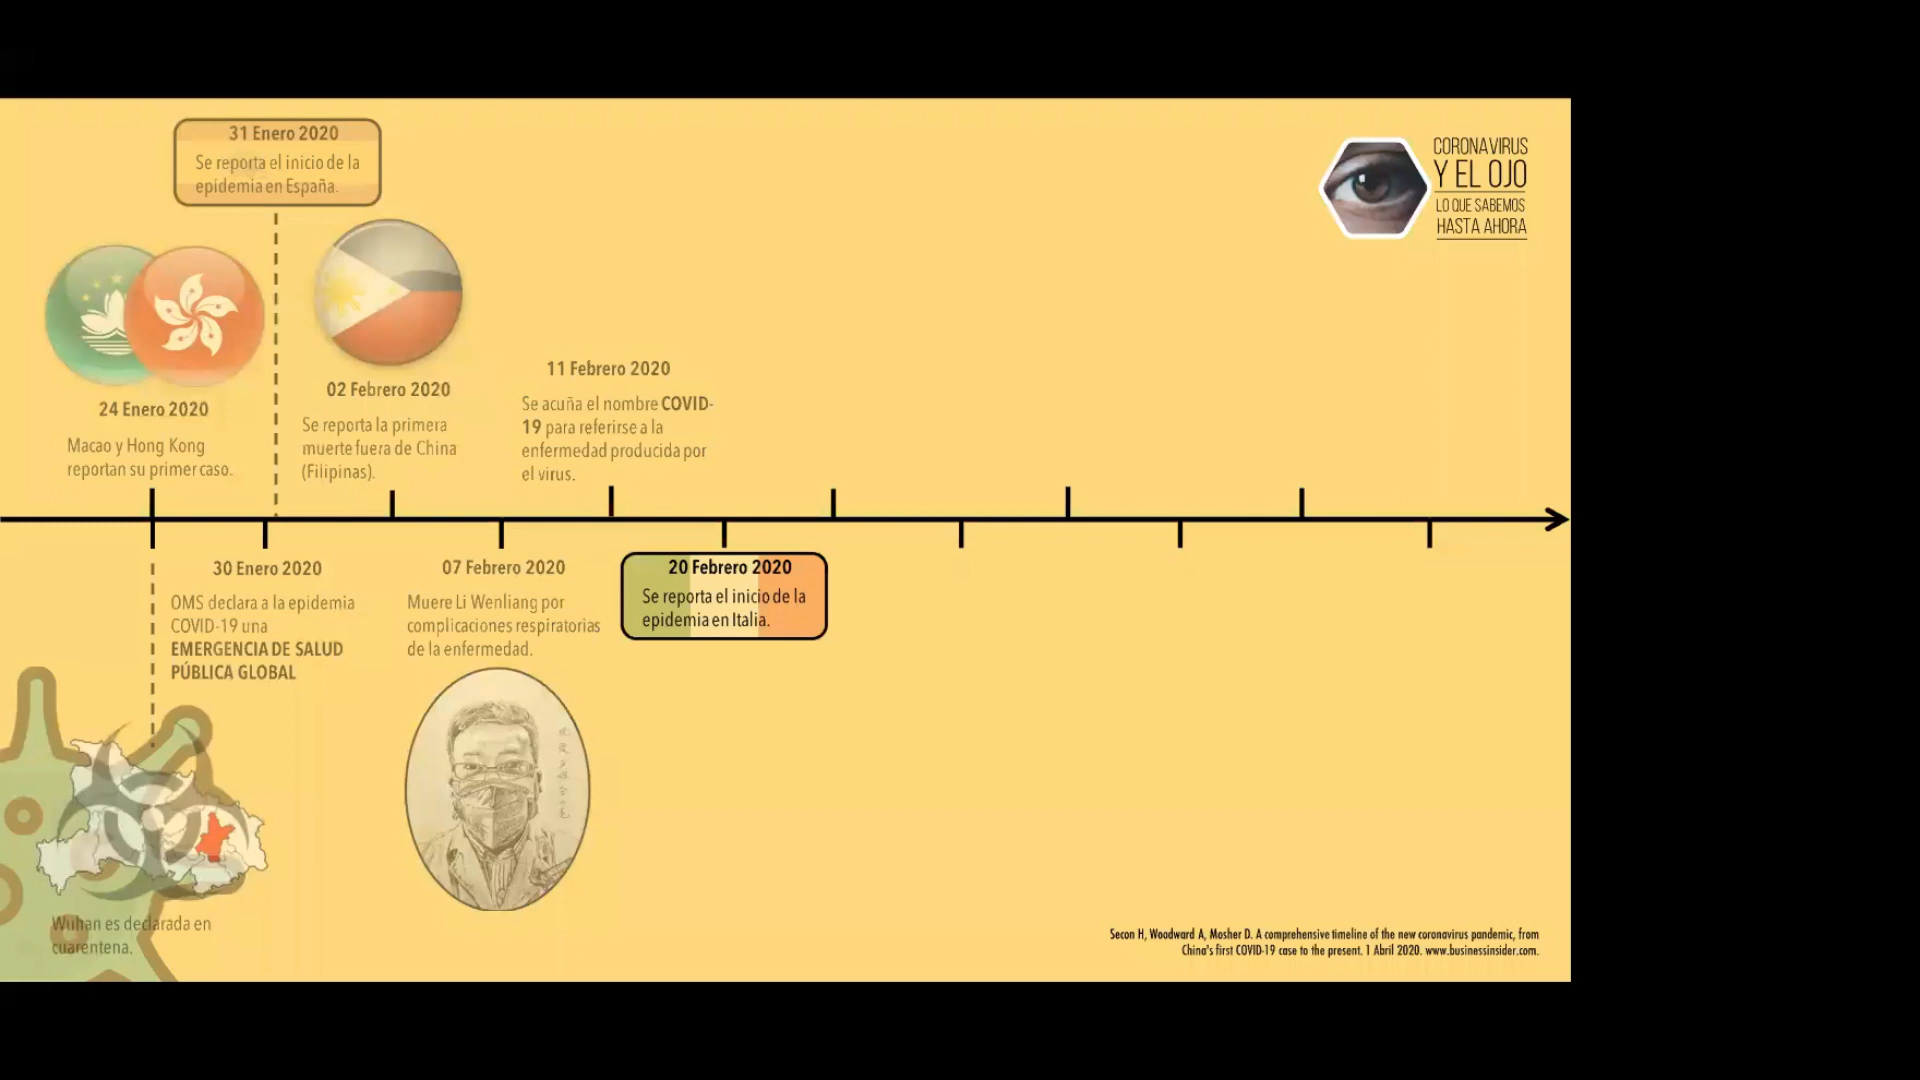 31 Enero 2020
Se reporta el inicio de la
epidemia en España.
CORONAVIRUS
Y EL OJO
LO QUE SABEMOS
HASTA AHORA
24 Enero 2020
Macao y Hong Kong
reportan su primer caso.
02 Febrero 2020
Se reporta la primera
muerte fuera de China
(Filipinas).
11 Febrero 2020
Se acuña el nombre COVID-
19 para referirse a la
enfermedad producida por
el virus.
30 Enero 2020
OMS declara a la epidemia
COVID-19 una
EMERGENCIA DE SALUD
PÚBLICA GLOBAL
07 Febrero 2020
Muere Li Wenliang por
complicaciones respiratorias
de la enfermedad.
20 Febrero 2020
Se reporta el inicio de la
epidemia en Italia.
Wuhan es declarada en
cuarentena.
Secon H, Woodward A, Mosher D. A comprehensive timeline of the new coronavirus pandemic, from
China's first COVID-19 case to the present. 1 Abril 2020. www.businessinsider.com.